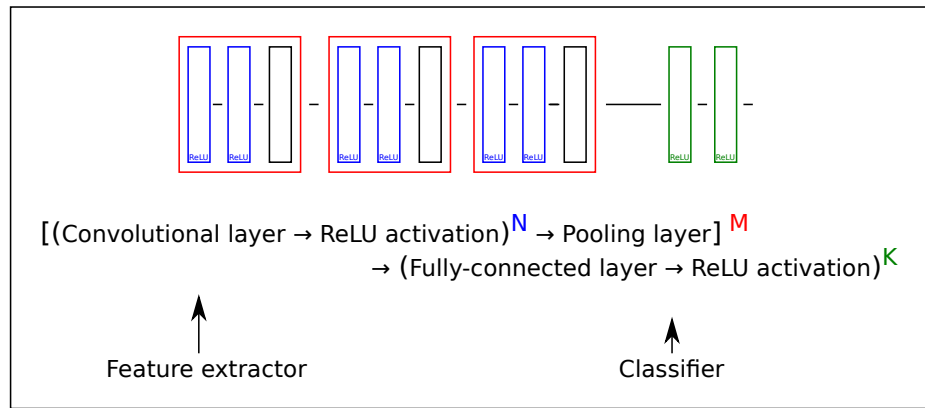 ReLU ReLU ReLU ReLU ReLU ReLU ReLU ReLU
[(Convolutional layer → ReLU activation)N → Pooling layer] M
→ (Fully-connected layer → ReLU activation)K
Feature extractor Classifier